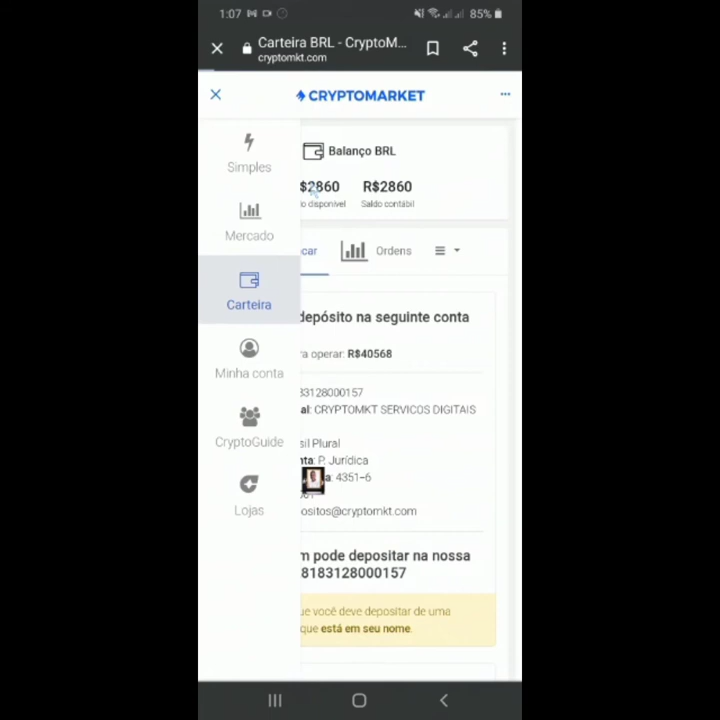 1:07
85%
Carteira BRL - CryptoM...
cryptomkt.com
CRYPTOMARKET
Simples
Mercado
Carteira
Minha conta
CryptoGuide
Lojas
Balanço BRL
$2860 R$2860
o disponível Saldo contábil
car Ordens
depósito na seguinte conta
ra operar: R$40568
3128000157
al: CRYPTOMKT SERVICOS DIGITAIS
sil Plural
nta: P. Jurídica
a: 4351-6
ositos@cryptomkt.com
m pode depositar na nossa
8183128000157
ue você deve depositar de uma
que está em seu nome.